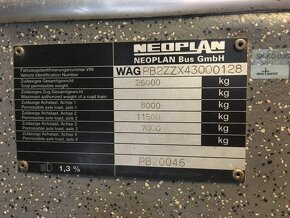 NEOPLAN
NEOPLAN Bus GmbH
Fahrzeugidentifizierungsnummer VIN
Vehicle Identification Number
WAG PB2ZZX43000128
Zulässiges Gesamtgewicht
Total permissible weight
26000 kg
Zulässiges Zug Gesamtgewicht
Maximum authorized weight of a road train
kg
Zulässige Achslast, Achse 1
Permissible axle load, axle 1
8000 kg
Zulässige Achslast, Achse 2
Permissible axle load, axle 2
11500 kg
Zulässige Achslast, Achse 3
Permissible axle load, axle 3
7000 kg
kg
1,3 %
PB20046